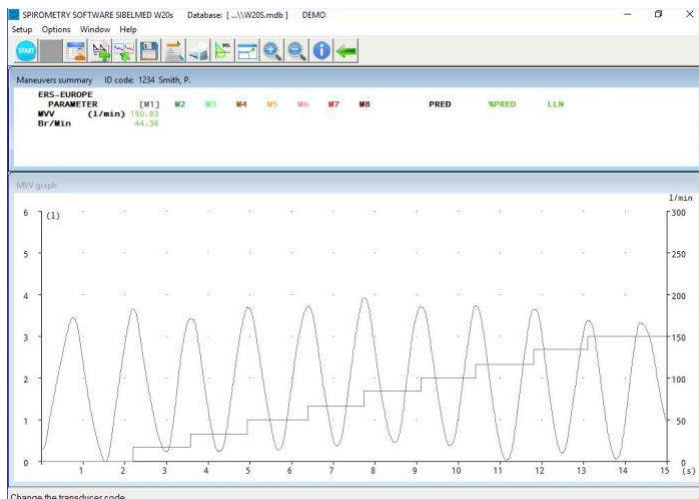 SPIROMETRY SOFTWARE SIBELMED W20s Database: [ ...\\W20S.mdb ] DEMO
Setup Options Window Help
START
Maneuvers summary ID code: 1234 Smith, P.
ERS-EUROPE
PARAMETER [M1] M2 M3 M4 M5 M6 M7 M8 PRED %PRED LLN
MVV (l/min) 150.83
Br/Min 44.36
MVV graph
l/min
6 (l) 300
5 250
4 200
3 150
2 100
1 50
0 0
1 2 3 4 5 6 7 8 9 10 11 12 13 14 15 (s)
Change the transducer code